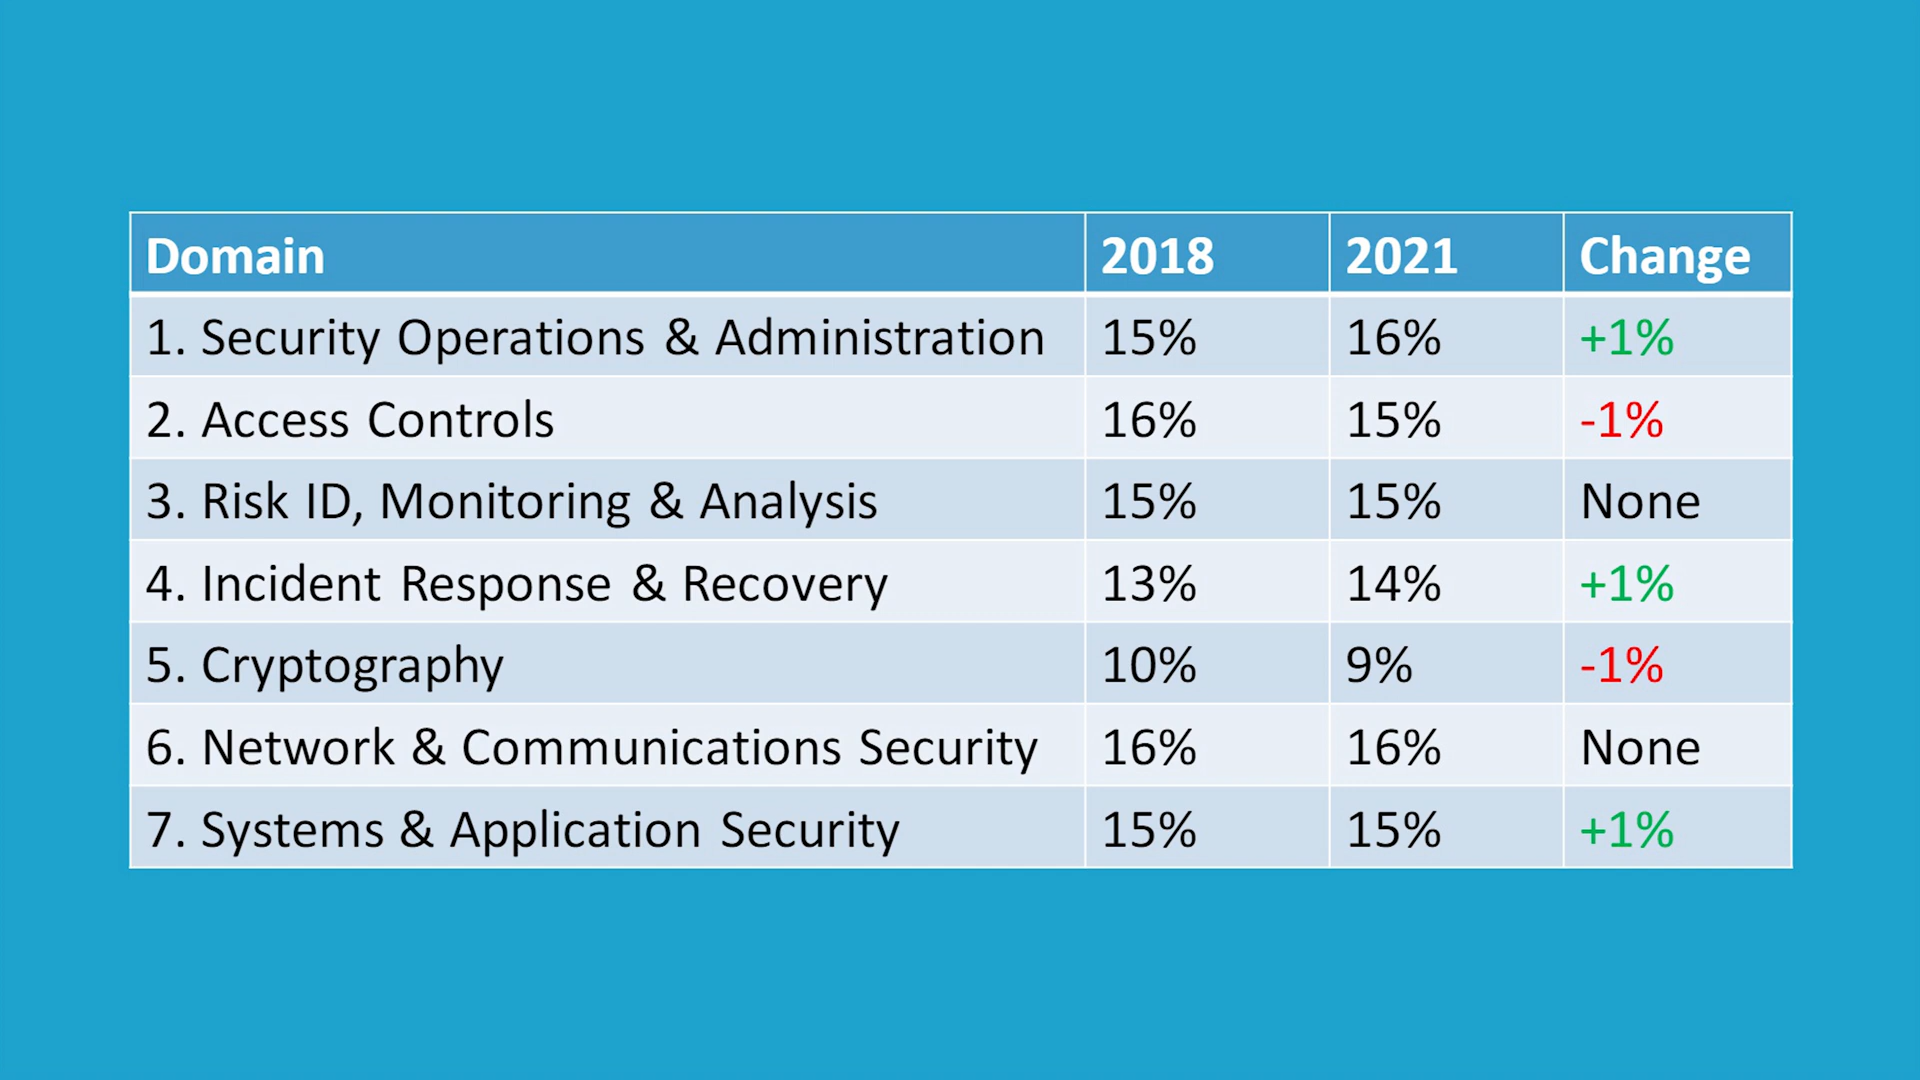 Domain 2018 2021 Change
1. Security Operations & Administration 15% 16% +1%
2. Access Controls 16% 15% -1%
3. Risk ID, Monitoring & Analysis 15% 15% None
4. Incident Response & Recovery 13% 14% +1%
5. Cryptography 10% 9% -1%
6. Network & Communications Security 16% 16% None
7. Systems & Application Security 15% 15% +1%